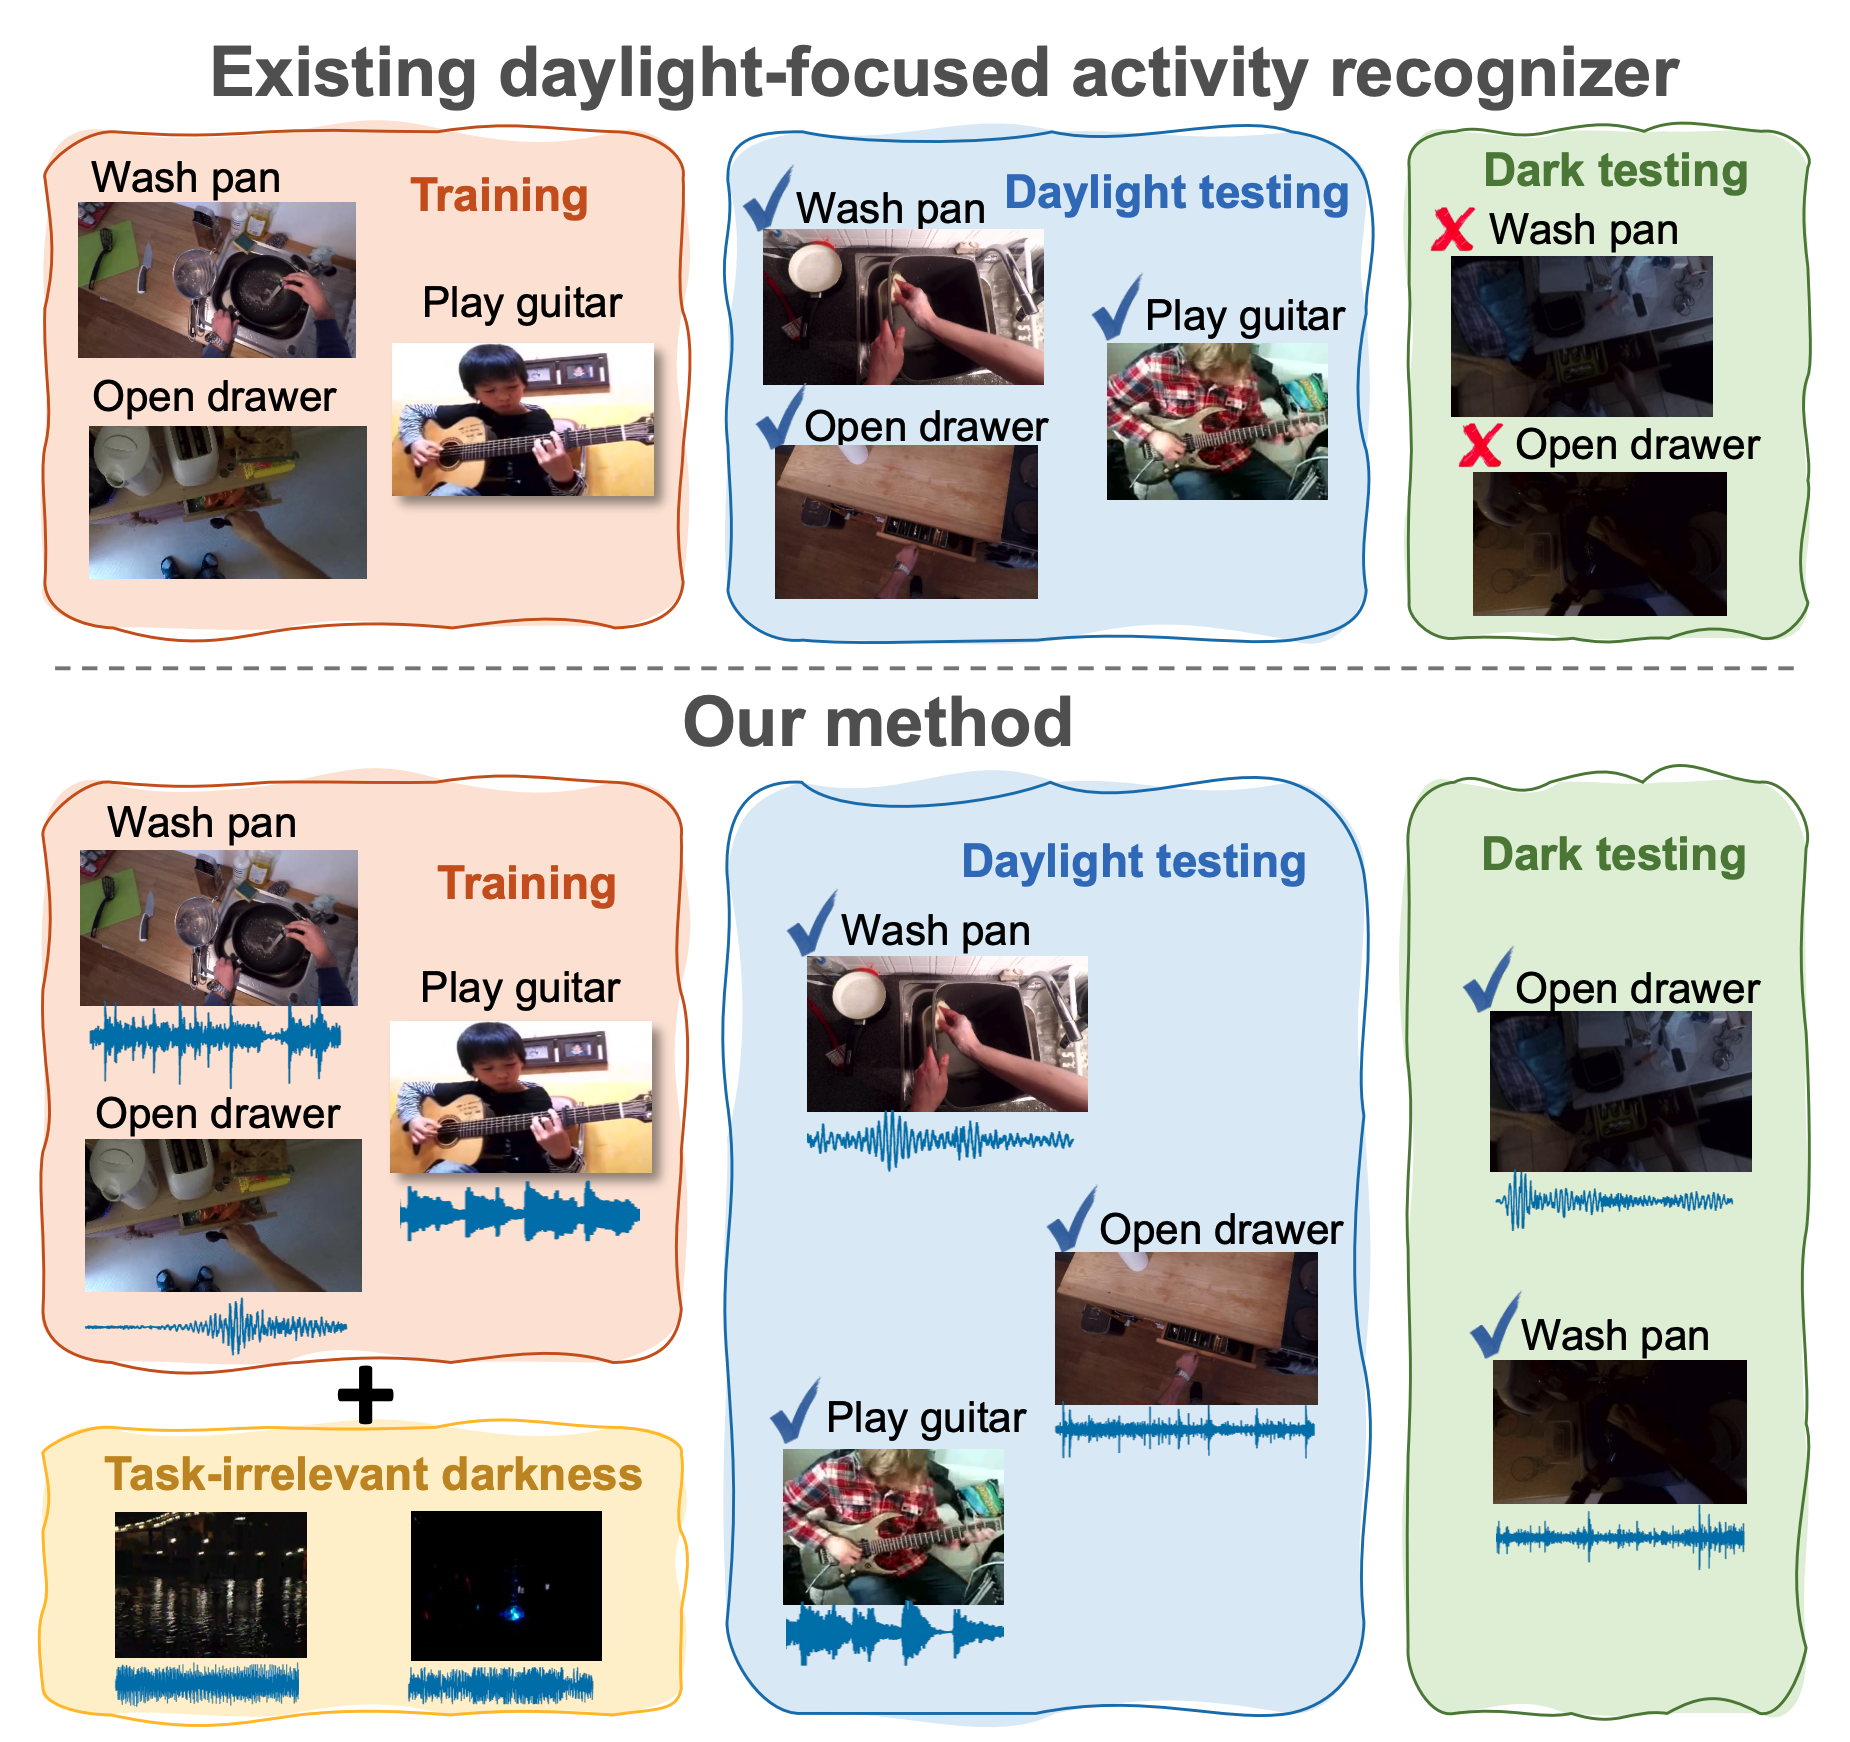 Existing daylight-focused activity recognizer
Training
Wash pan
Play guitar
Open drawer
Daylight testing
Wash pan
Play guitar
Open drawer
Dark testing
Wash pan
Open drawer
Our method
Training
Wash pan
Play guitar
Open drawer
+
Task-irrelevant darkness
Daylight testing
Wash pan
Open drawer
Play guitar
Dark testing
Open drawer
Wash pan